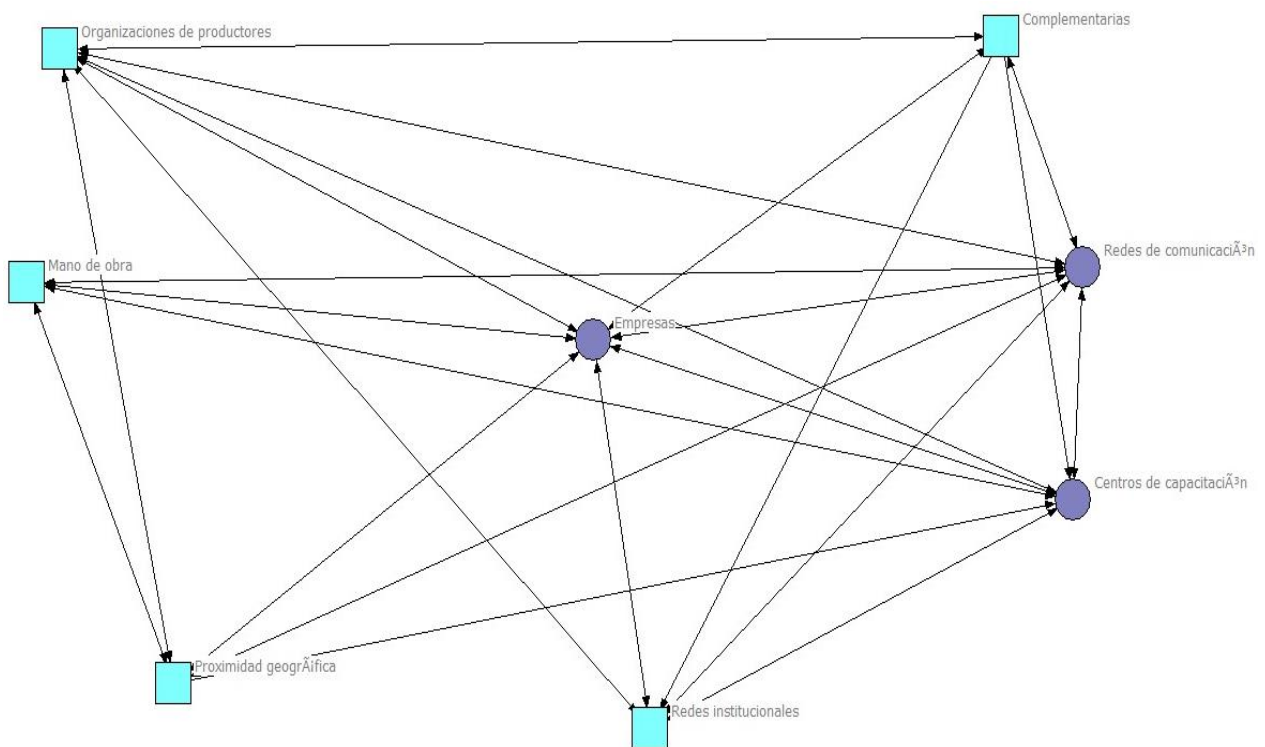 Organizaciones de productores
Complementarias
Redes de comunicaciÃ³n
Mano de obra
Empresas
Centros de capacitaciÃ³n
Proximidad geogrÃ¡fica
Redes institucionales